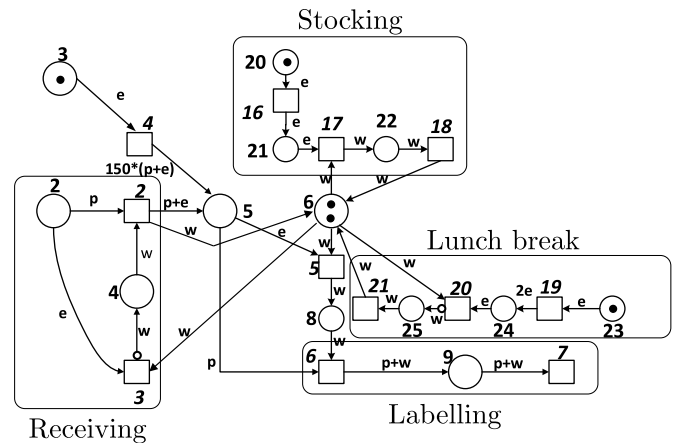 Stocking
3
20
e
e
16
e
17
22
18
21
e
w
w
4
150*(p+e)
w
w
2
p
2
p+e
5
6
w
e
w
Lunch break
w
w
w
5
21
20
19
4
w
w
2e
e
e
e
w
8
25
w
24
23
w
w
w
p
6
p+w
9
p+w
7
3
Receiving
Labelling